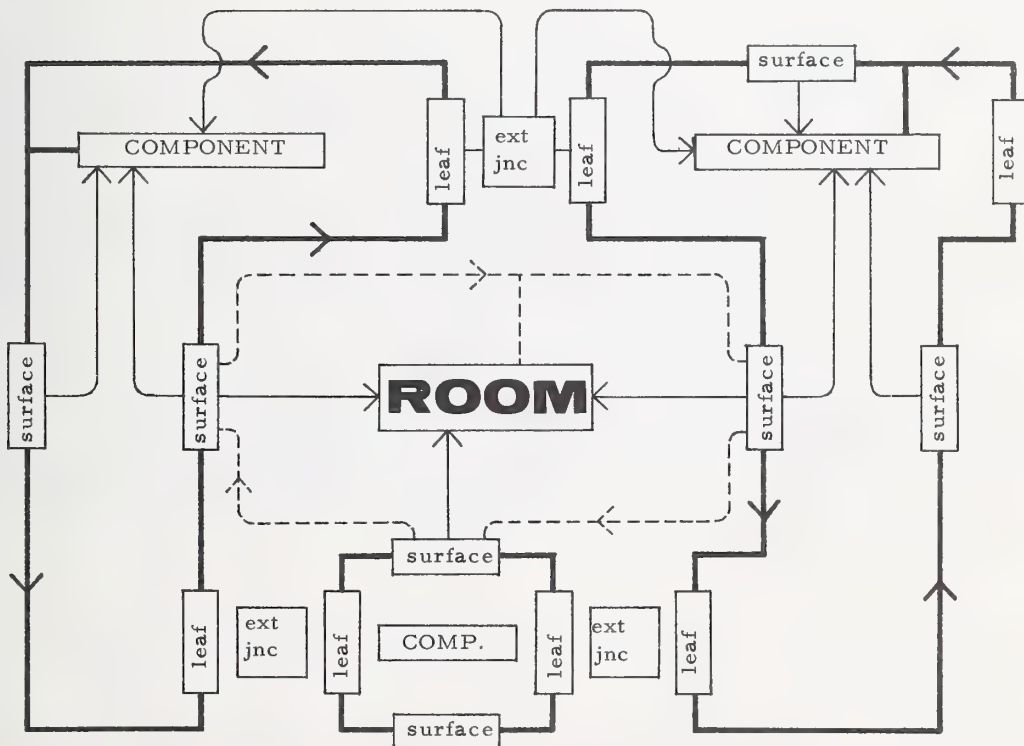 surface
COMPONENT
leaf
ext
jnc
leaf
COMPONENT
leaf
surface
surface
ROOM
surface
surface
surface
leaf
ext
jnc
leaf
COMP.
leaf
ext
jnc
leaf
surface